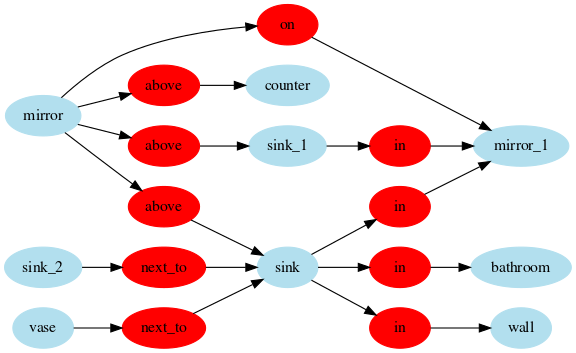 on
above
counter
mirror
above
sink_1
in
mirror_1
above
in
sink_2
next_to
sink
in
bathroom
vase
next_to
in
wall